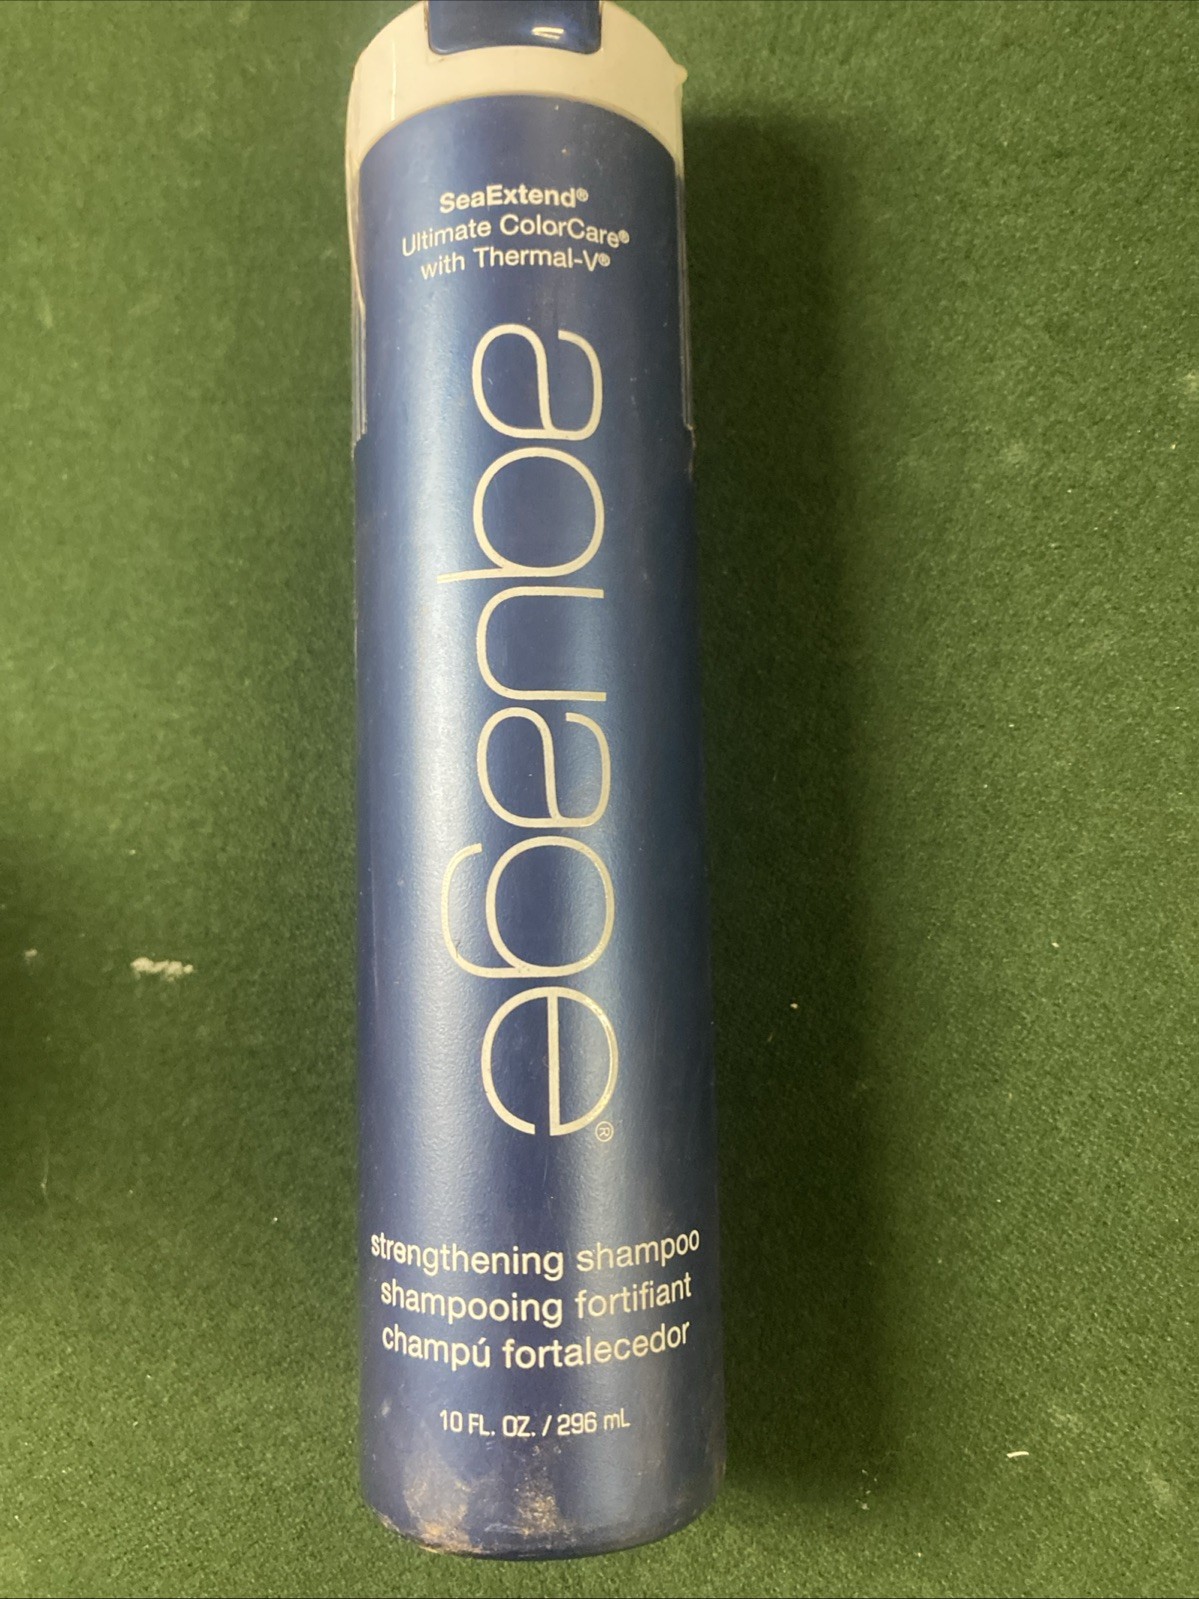 SeaExtend®
Ultimate ColorCare®
with Thermal-V®
aquage®
strengthening shampoo
shampooing fortifiant
champú fortalecedor
10 FL. OZ. / 296 mL